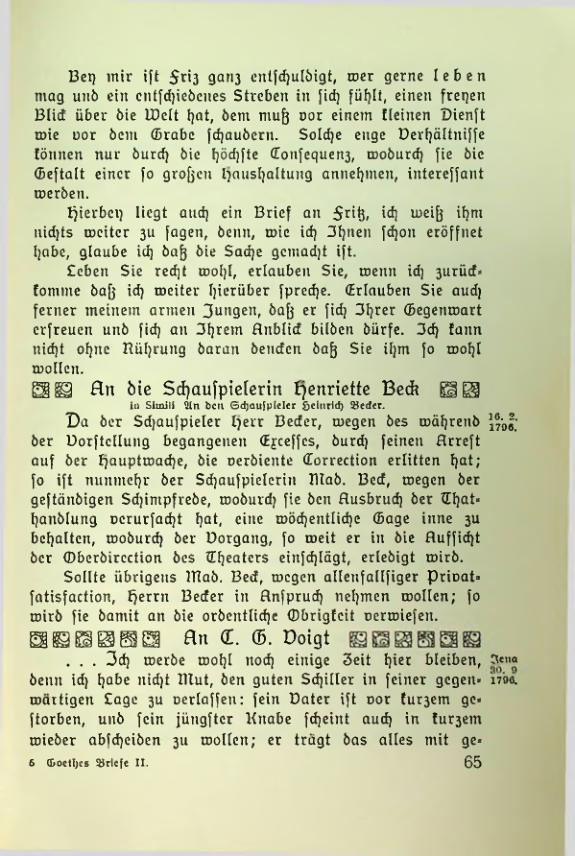 Bey mir ist Friz ganz entschuldigt, wer gerne leben
mag und ein entschiedenes Streben in sich fühlt, einen freyen
Blick über die Welt hat, dem muß vor einem kleinen Dienst
wie vor dem Grabe schaudern. Solche enge Verhältnisse
können nur durch die höchste Consequenz, wodurch sie die
Gestalt einer so großen Haushaltung annehmen, interessant
werden.
Hierbey liegt auch ein Brief an Fritz, ich weiß ihm
nichts weiter zu sagen, denn, wie ich Ihnen schon eröffnet
habe, glaube ich daß die Sache gemacht ist.
Leben Sie recht wohl, erlauben Sie, wenn ich zurück-
komme daß ich weiter hierüber spreche. Erlauben Sie auch
ferner meinem armen Jungen, daß er sich Ihrer Gegenwart
erfreuen und sich an Ihrem Anblick bilden dürfe. Ich kann
nicht ohne Rührung daran dencken daß Sie ihm so wohl
wollen.
An die Schauspielerin Henriette Beck
in Simili An den Schauspieler Heinrich Becker.
Da der Schauspieler Herr Becker, wegen des während
16. 2.
1796.
der Vorstellung begangenen Excesses, durch seinen Arrest
auf der Hauptwache, die verdiente Correction erlitten hat;
so ist nunmehr der Schauspielerin Mad. Beck, wegen der
geständigen Schimpfrede, wodurch sie den Ausbruch der That-
handlung verursacht hat, eine wöchentliche Gage inne zu
behalten, wodurch der Vorgang, so weit er in die Aufsicht
der Oberdirection des Theaters einschlägt, erledigt wird.
Sollte übrigens Mad. Beck, wegen allenfallsiger Privat-
satisfaction, Herrn Becker in Anspruch nehmen wollen; so
wird sie damit an die ordentliche Obrigkeit verwiesen.
An C. G. Voigt
. . . Ich werde wohl noch einige Zeit hier bleiben,
Jena
20. 9
1796.
denn ich habe nicht Mut, den guten Schiller in seiner gegen-
wärtigen Lage zu verlassen: sein Vater ist vor kurzem ge-
storben, und sein jüngster Knabe scheint auch in kurzem
wieder abscheiden zu wollen; er trägt das alles mit ge-
5 Goethes Briefe II.
65